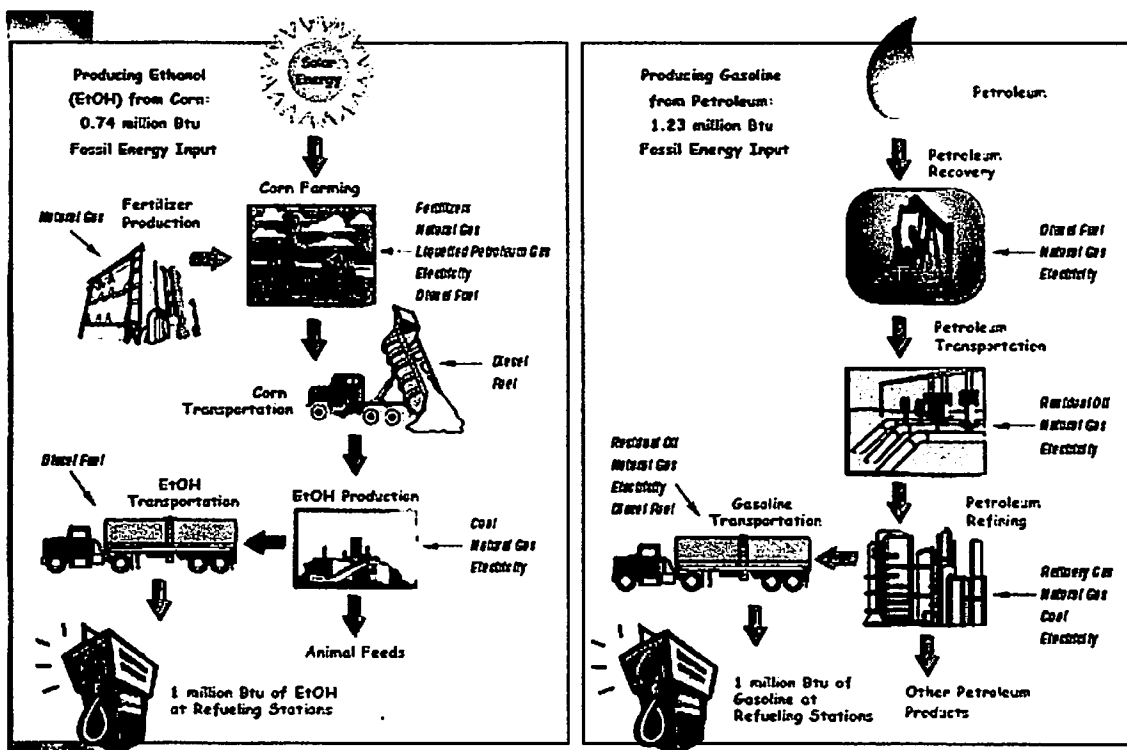 Producing Ethanol
(EtOH) from Corn:
0.74 million Btu
Fossil Energy Input
Solar
Energy
Corn Farming
Natural Gas
Fertilizer
Production
Fertilizers
Natural Gas
Liquefied Petroleum Gas
Electricity
Diesel Fuel
Corn
Transportation
Diesel
Fuel
Diesel Fuel
EtOH
Transportation
EtOH Production
Coal
Natural Gas
Electricity
Animal Feeds
1 million Btu of EtOH
at Refueling Stations
Producing Gasoline
from Petroleum:
1.23 million Btu
Fossil Energy Input
Petroleum
Petroleum
Recovery
Diesel Fuel
Natural Gas
Electricity
Petroleum
Transportation
Residual Oil
Natural Gas
Electricity
Residual Oil
Natural Gas
Electricity
Diesel Fuel
Gasoline
Transportation
Petroleum
Refining
Refinery Gas
Natural Gas
Coal
Electricity
1 million Btu of
Gasoline at
Refueling Stations
Other Petroleum
Products